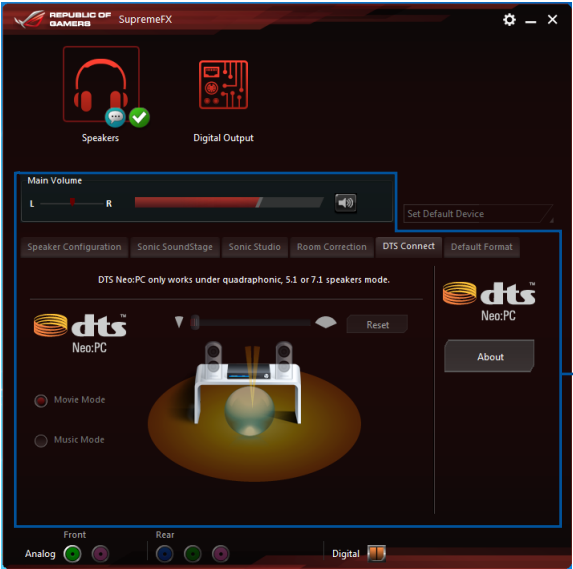 REPUBLIC OF
GAMERS
SupremeFX
Speakers
Digital Output
Main Volume
L
R
Set Default Device
Speaker Configuration
Sonic SoundStage
Sonic Studio
Room Correction
DTS Connect
Default Format
DTS Neo:PC only works under quadraphonic, 5.1 or 7.1 speakers mode.
dts
Neo:PC
Reset
Movie Mode
Music Mode
dts
Neo:PC
About
Front
Rear
Analog
Digital